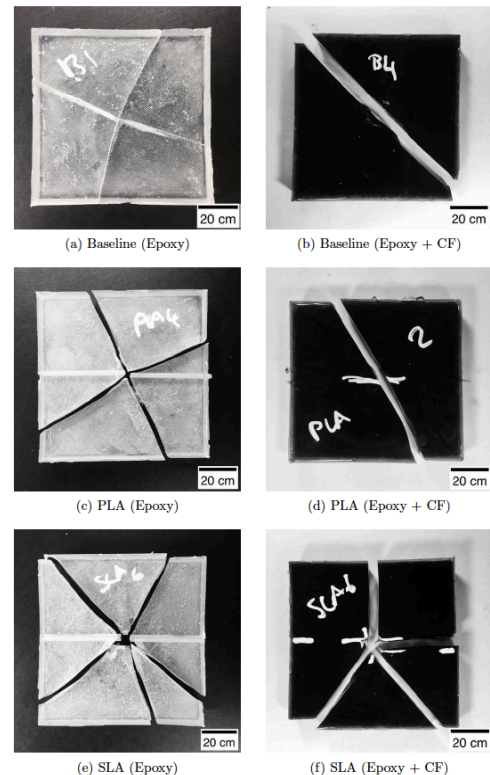 B1
20 cm
(a) Baseline (Epoxy)
B4
20 cm
(b) Baseline (Epoxy + CF)
PLA4
20 cm
(c) PLA (Epoxy)
2
PLA
20 cm
(d) PLA (Epoxy + CF)
SLA6
20 cm
(e) SLA (Epoxy)
SLA1
20 cm
(f) SLA (Epoxy + CF)